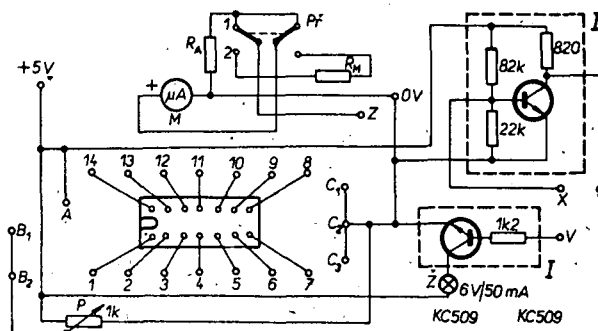 1
Př
R_A
2
R_M
+5V
+
μA
M
0V
Z
82k
820
22k
X
14 13 12 11 10 9 8
A
C₁
C₂
C₃
B₁
B₂
1 2 3 4 5 6 7
P
1k
1k2
V
I
Ž
6V/50mA
KC509 KC509